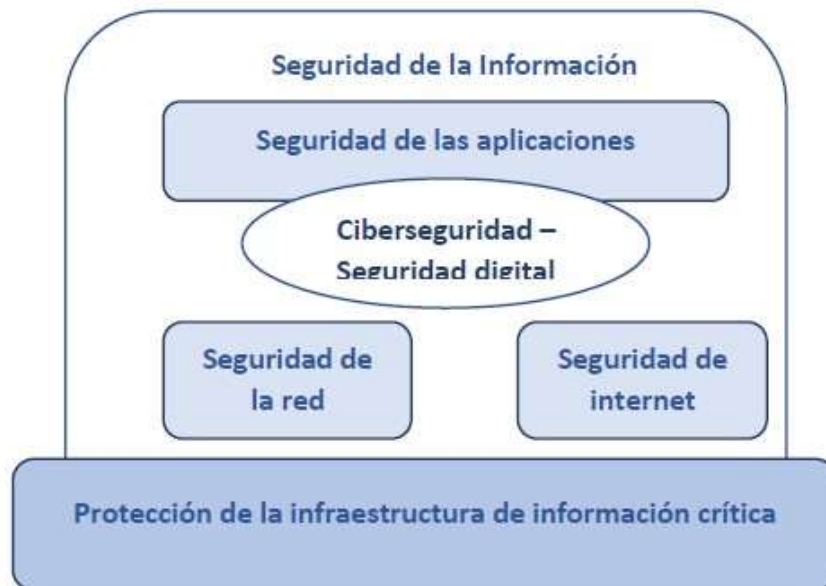 Seguridad de la Información
Seguridad de las aplicaciones
Ciberseguridad –
Seguridad digital
Seguridad de
la red
Seguridad de
internet
Protección de la infraestructura de información crítica